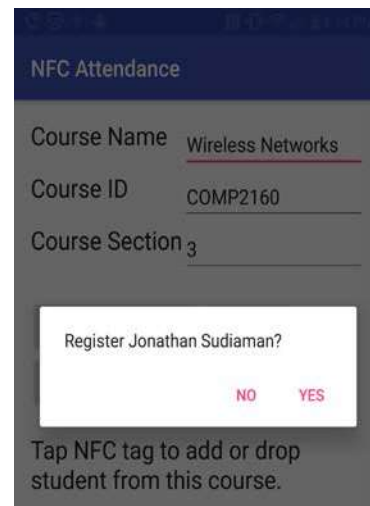 NFC Attendance
Course Name Wireless Networks
Course ID COMP2160
Course Section 3
Register Jonathan Sudiaman?
NO YES
Tap NFC tag to add or drop
student from this course.